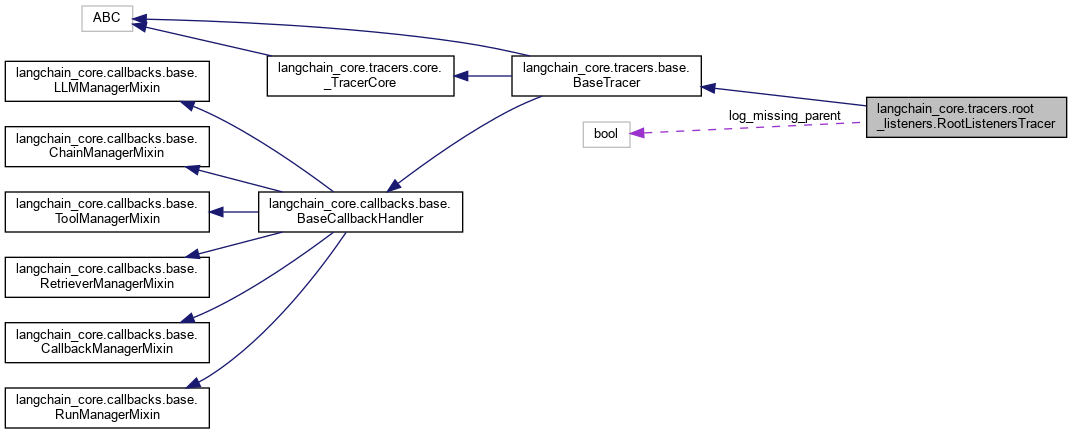 ABC
langchain_core.tracers.core.
_TracerCore
langchain_core.tracers.base.
BaseTracer
langchain_core.callbacks.base.
LLMManagerMixin
langchain_core.tracers.root
_listeners.RootListenersTracer
log_missing_parent
bool
langchain_core.callbacks.base.
ChainManagerMixin
langchain_core.callbacks.base.
ToolManagerMixin
langchain_core.callbacks.base.
BaseCallbackHandler
langchain_core.callbacks.base.
RetrieverManagerMixin
langchain_core.callbacks.base.
CallbackManagerMixin
langchain_core.callbacks.base.
RunManagerMixin